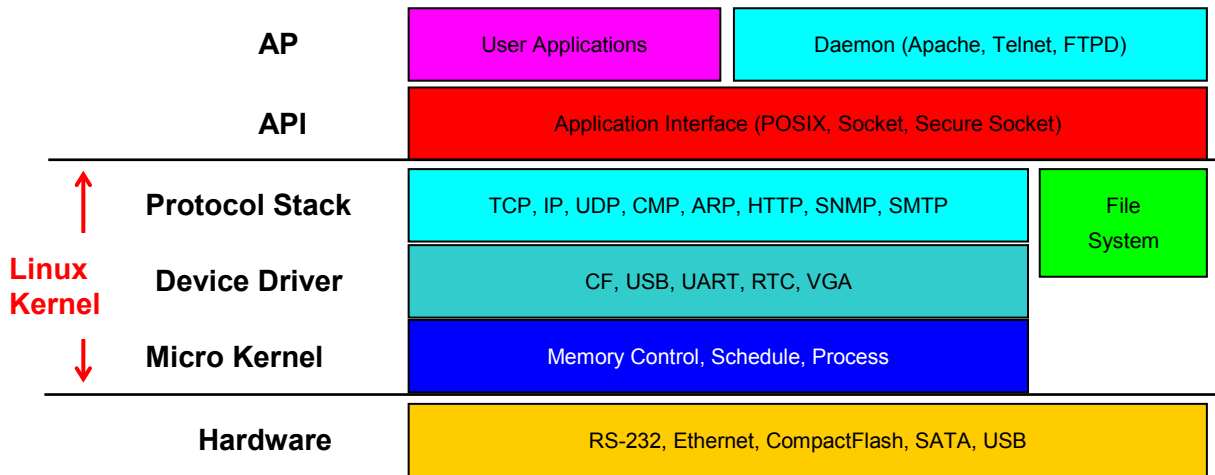 AP
User Applications
Daemon (Apache, Telnet, FTPD)
API
Application Interface (POSIX, Socket, Secure Socket)
Protocol Stack
TCP, IP, UDP, CMP, ARP, HTTP, SNMP, SMTP
File
System
Linux
Kernel
Device Driver
CF, USB, UART, RTC, VGA
Micro Kernel
Memory Control, Schedule, Process
Hardware
RS-232, Ethernet, CompactFlash, SATA, USB